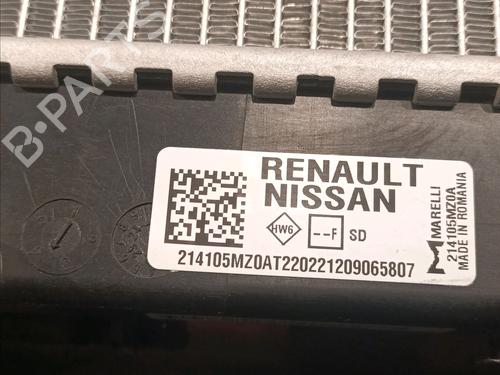 B-PARTS
RENAULT
NISSAN
HW6
--F SD
214105MZ0AT220221209065807
MARELLI
214105MZ0A
MADE IN ROMANIA